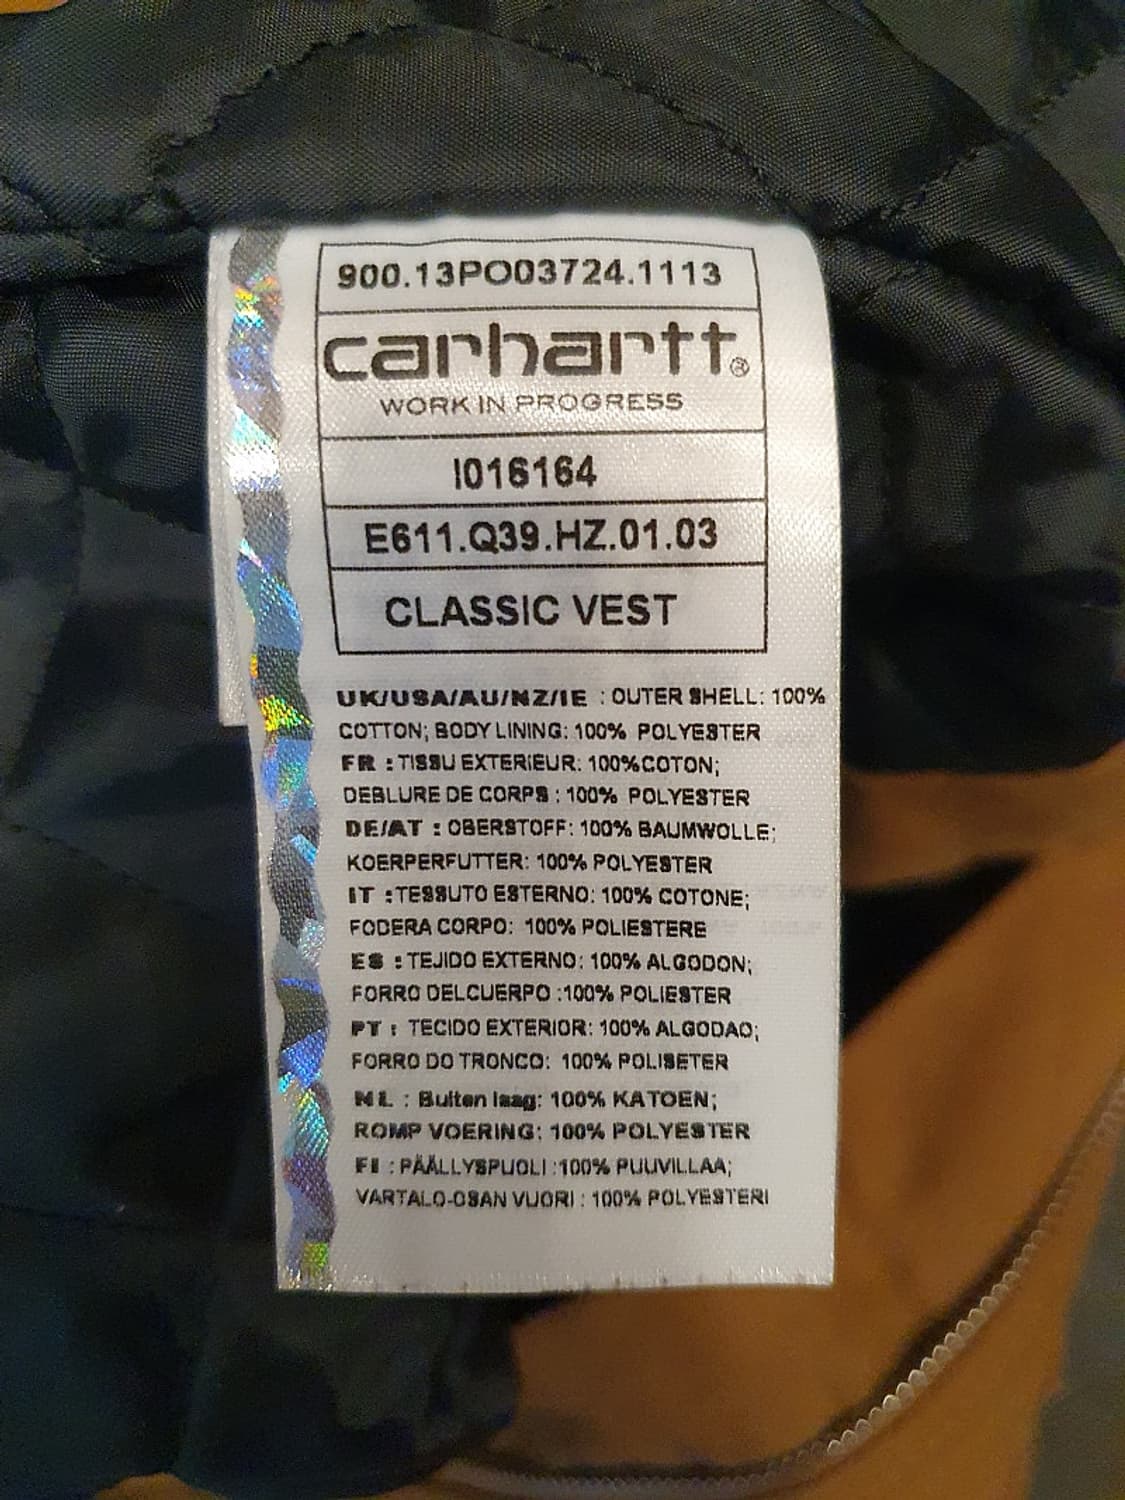 900.13PO03724.1113
carhartt®
WORK IN PROGRESS
I016164
E611.Q39.HZ.01.03
CLASSIC VEST
UK/USA/AU/NZ/IE : OUTER SHELL: 100%
COTTON; BODY LINING: 100% POLYESTER
FR : TISSU EXTERIEUR: 100%COTON;
DEBLURE DE CORPS : 100% POLYESTER
DE/AT : OBERSTOFF: 100% BAUMWOLLE;
KOERPERFUTTER: 100% POLYESTER
IT : TESSUTO ESTERNO: 100% COTONE;
FODERA CORPO: 100% POLIESTERE
ES : TEJIDO EXTERNO: 100% ALGODON;
FORRO DELCUERPO :100% POLIESTER
PT : TECIDO EXTERIOR: 100% ALGODAO;
FORRO DO TRONCO: 100% POLISETER
NL : Buiten laag: 100% KATOEN;
ROMP VOERING: 100% POLYESTER
FI : PÄÄLLYSPUOLI :100% PUUVILLAA;
VARTALO-OSAN VUORI : 100% POLYESTERI